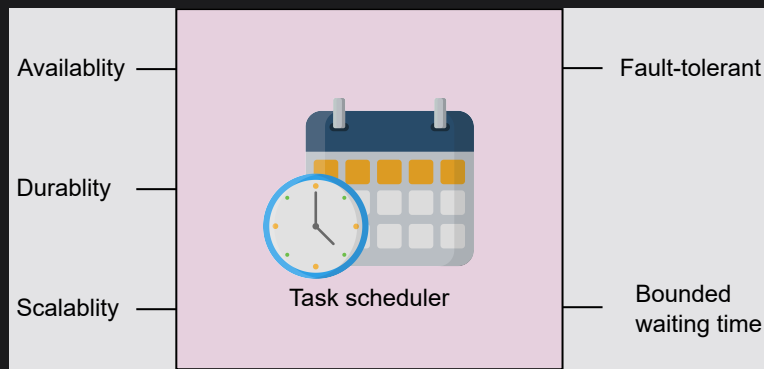 Availablity
Fault-tolerant
Durablity
Task scheduler
Scalablity
Bounded
waiting time